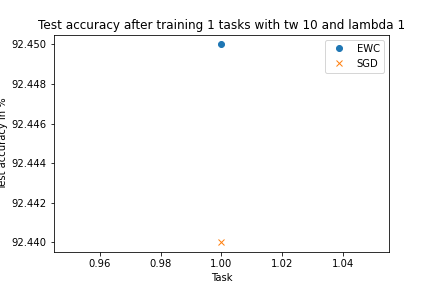 Test accuracy after training 1 tasks with tw 10 and lambda 1
92.450
92.448
92.446
92.444
92.442
92.440
Test accuracy in %
EWC
SGD
0.96 0.98 1.00 1.02 1.04
Task